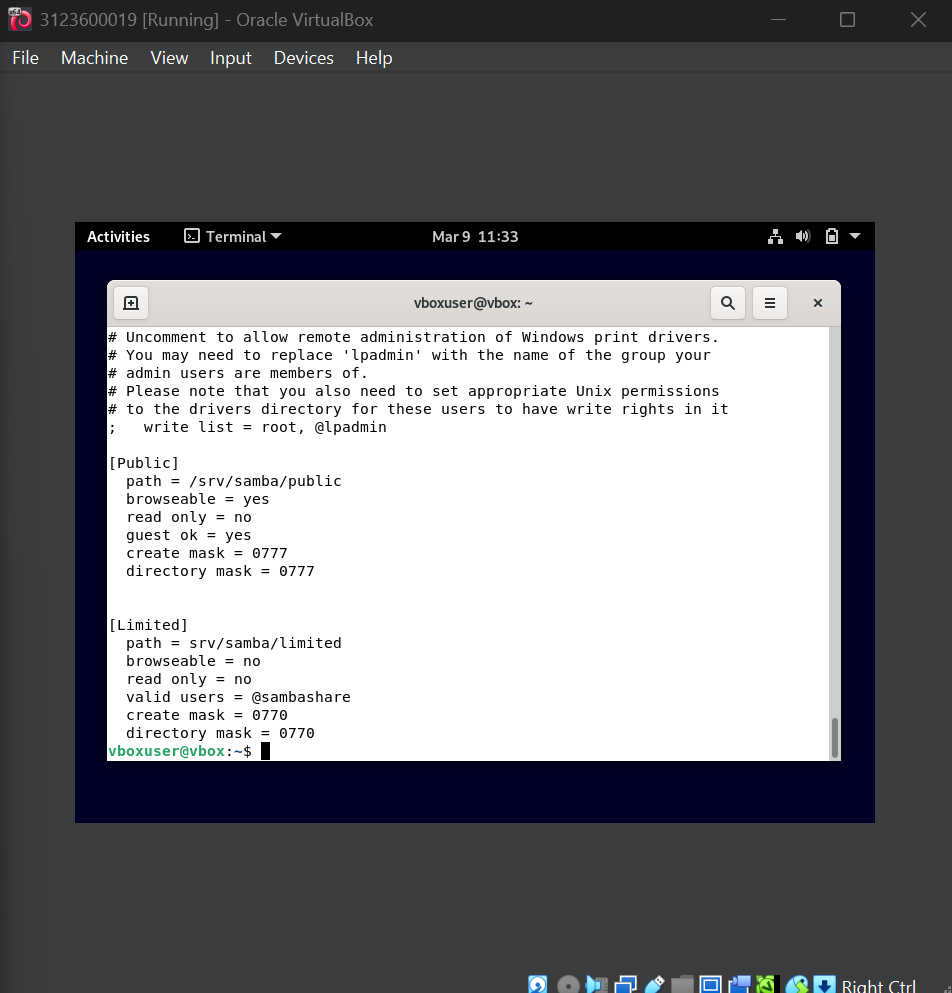 3123600019 [Running] - Oracle VirtualBox
File Machine View Input Devices Help
Activities Terminal Mar 9 11:33
vboxuser@vbox: ~
# Uncomment to allow remote administration of Windows print drivers.
# You may need to replace 'lpadmin' with the name of the group your
# admin users are members of.
# Please note that you also need to set appropriate Unix permissions
# to the drivers directory for these users to have write rights in it
;   write list = root, @lpadmin
[Public]
  path = /srv/samba/public
  browseable = yes
  read only = no
  guest ok = yes
  create mask = 0777
  directory mask = 0777
[Limited]
  path = srv/samba/limited
  browseable = no
  read only = no
  valid users = @sambashare
  create mask = 0770
  directory mask = 0770
vboxuser@vbox:~$
Right Ctrl